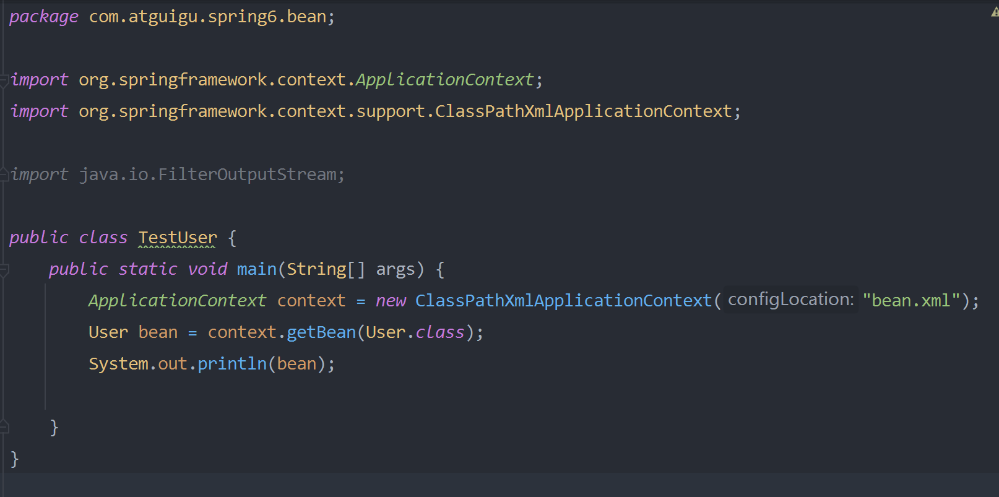 package com.atguigu.spring6.bean;
import org.springframework.context.ApplicationContext;
import org.springframework.context.support.ClassPathXmlApplicationContext;
import java.io.FilterOutputStream;
public class TestUser {
public static void main(String[] args) {
ApplicationContext context = new ClassPathXmlApplicationContext( configLocation: "bean.xml");
User bean = context.getBean(User.class);
System.out.println(bean);
}
}